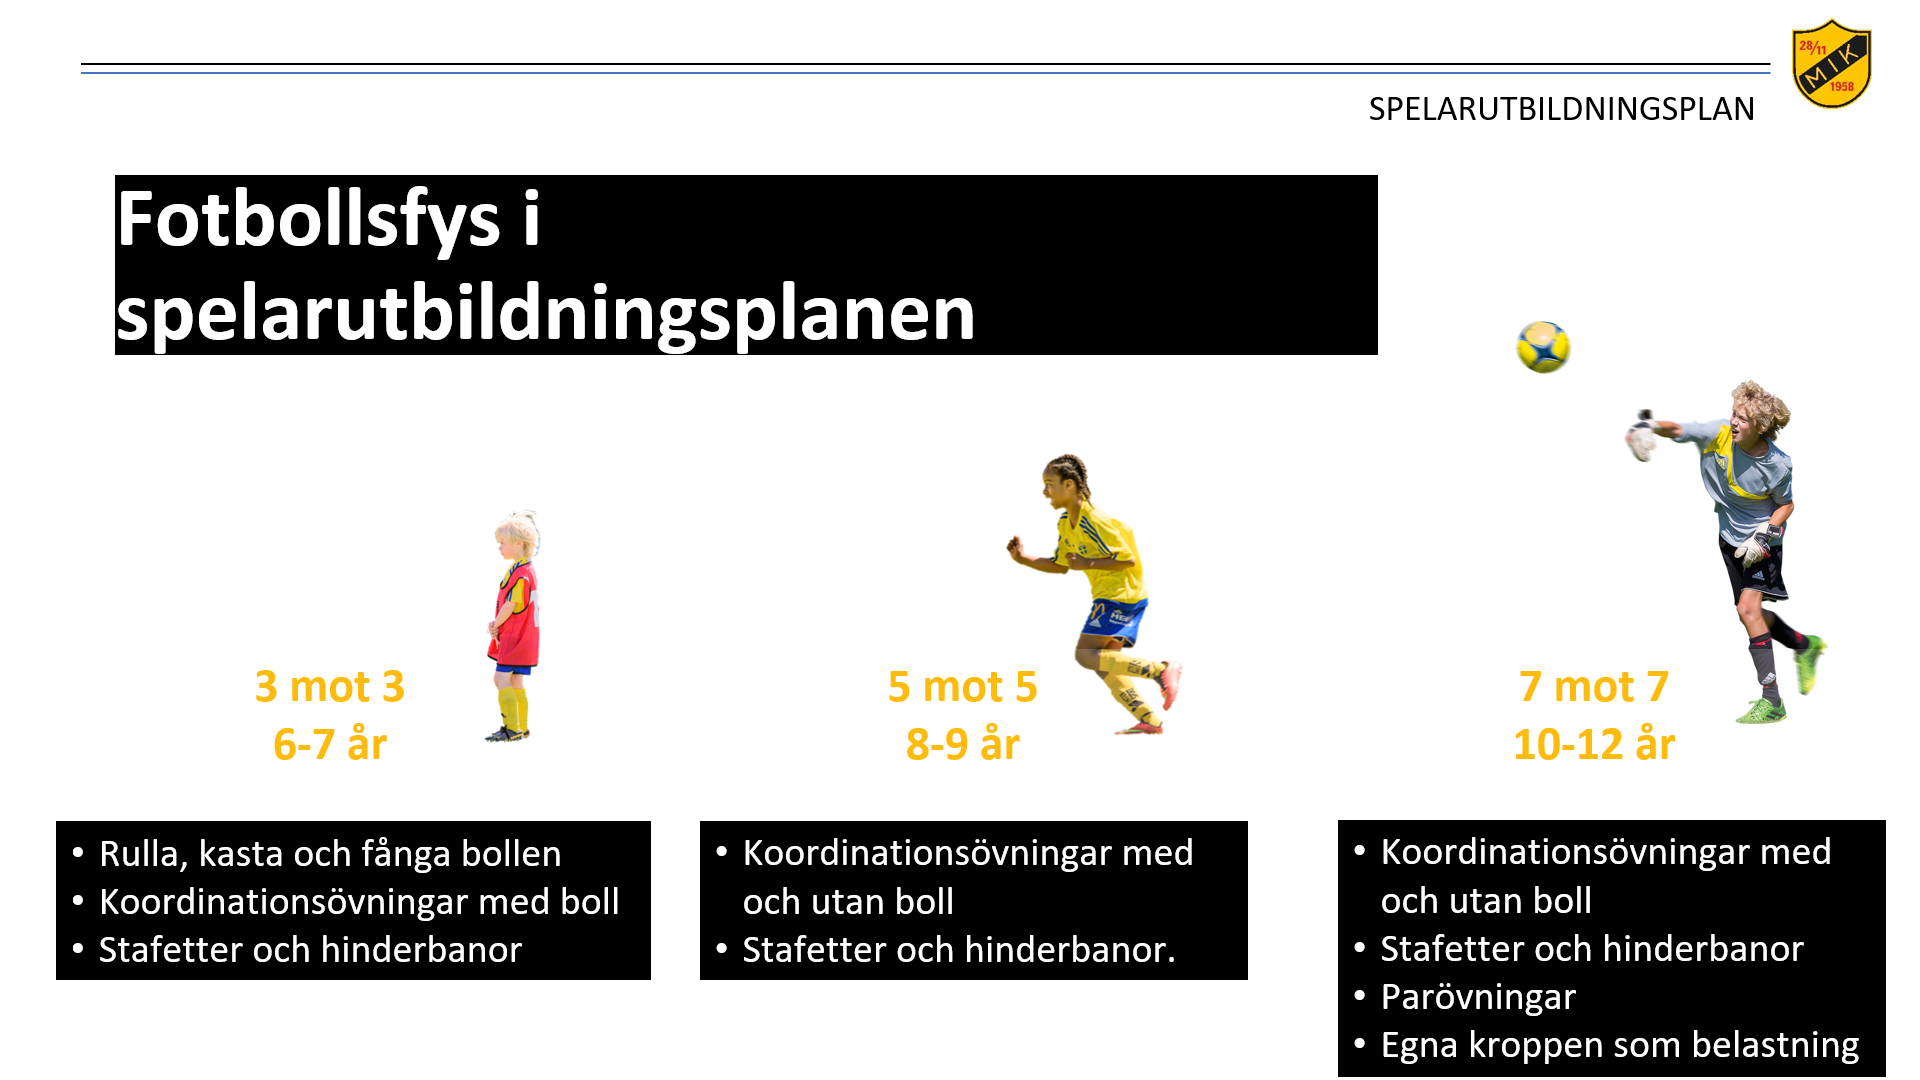 28/11
MIK
1958
SPELARUTBILDNINGSPLAN
Fotbollsfys i
spelarutbildningsplanen
3 mot 3
6-7 år
5 mot 5
8-9 år
7 mot 7
10-12 år
• Rulla, kasta och fånga bollen
• Koordinationsövningar med boll
• Stafetter och hinderbanor
• Koordinationsövningar med
och utan boll
• Stafetter och hinderbanor.
• Koordinationsövningar med
och utan boll
• Stafetter och hinderbanor
• Parövningar
• Egna kroppen som belastning